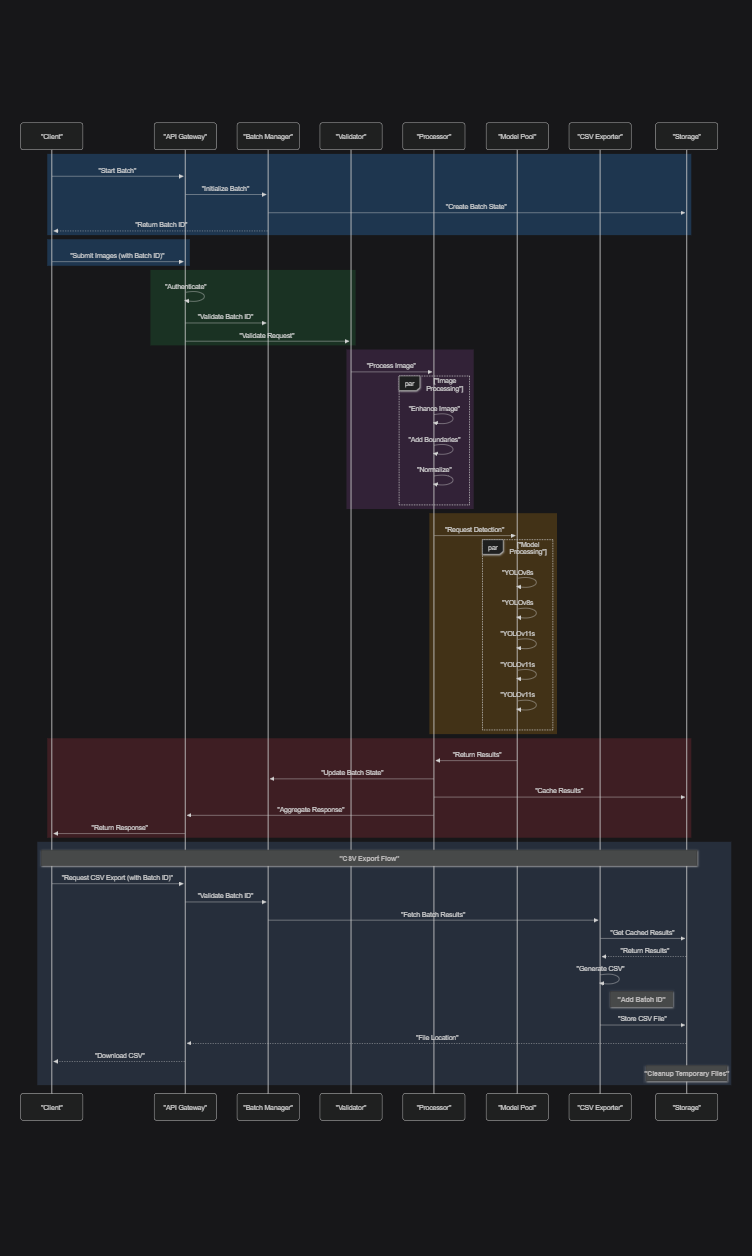 "Client"
"API Gateway"
"Batch Manager"
"Validator"
"Processor"
"Model Pool"
"CSV Exporter"
"Storage"
"Start Batch"
"Initialize Batch"
"Create Batch State"
"Return Batch ID"
"Submit Images (with Batch ID)"
"Authenticate"
"Validate Batch ID"
"Validate Request"
"Process Image"
par
["Image
Processing"]
"Enhance Image"
"Add Boundaries"
"Normalize"
"Request Detection"
par
["Model
Processing"]
"YOLOv8s
"YOLOv8s
"YOLOv11s
"YOLOv11s
"YOLOv11s
"Return Results"
"Update Batch State"
"Cache Results"
"Aggregate Response"
"Return Response"
"CSV Export Flow"
"Request CSV Export (with Batch ID)"
"Validate Batch ID"
"Fetch Batch Results"
"Get Cached Results"
"Return Results"
"Generate CSV"
"Add Batch ID"
"Store CSV File"
"File Location"
"Download CSV"
"Cleanup Temporary Files"
"Client"
"API Gateway"
"Batch Manager"
"Validator"
"Processor"
"Model Pool"
"CSV Exporter"
"Storage"